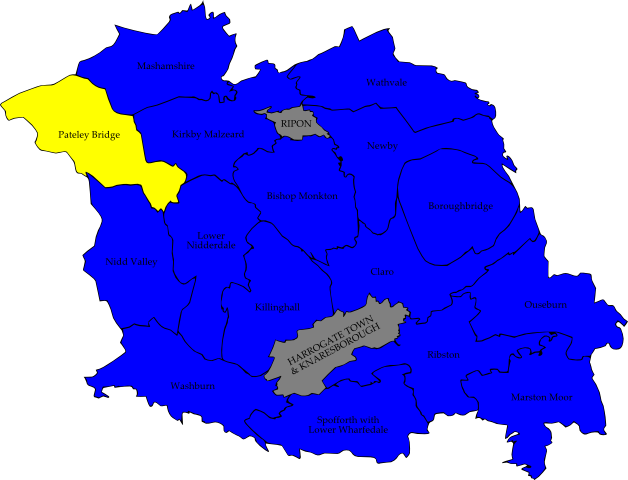 Mashamshire
Wathvale
Pateley Bridge
Kirkby Malzeard
RIPON
Newby
Bishop Monkton
Boroughbridge
Lower
Nidderdale
Nidd Valley
Claro
Killinghall
Ouseburn
HARROGATE TOWN
& KNARESBOROUGH
Ribston
Washburn
Marston Moor
Spofforth with
Lower Wharfedale